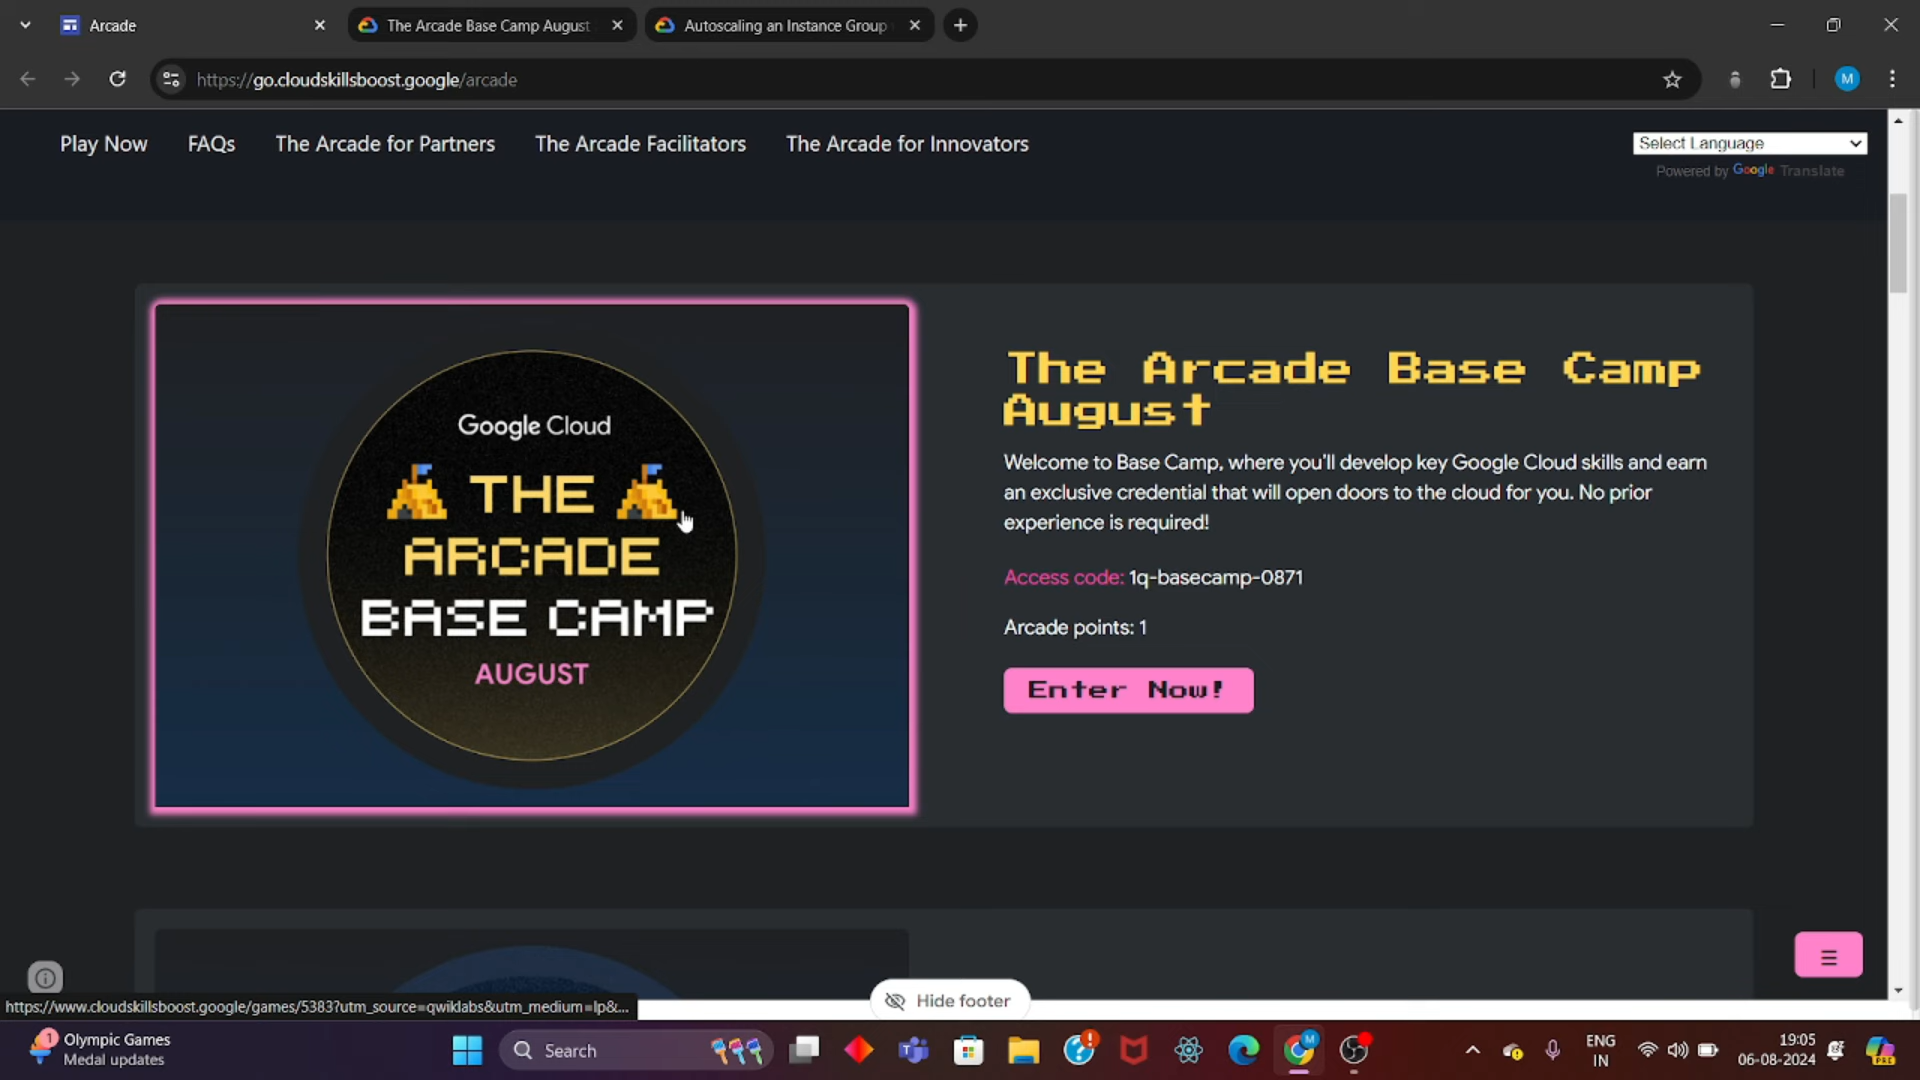 Arcade
The Arcade Base Camp August
Autoscaling an Instance Group
https://go.cloudskillsboost.google/arcade
M
Play Now
FAQs
The Arcade for Partners
The Arcade Facilitators
The Arcade for Innovators
Select Language
Powered by Google Translate
Google Cloud
THE
ARCADE
BASE CAMP
AUGUST
The Arcade Base Camp
August
Welcome to Base Camp, where you'll develop key Google Cloud skills and earn
an exclusive credential that will open doors to the cloud for you. No prior
experience is required!
Access code: 1q-basecamp-0871
Arcade points: 1
Enter Now!
Hide footer
https://www.cloudskillsboost.google/games/5383?utm_source=qwiklabs&utm_medium=lp&...
1
Olympic Games
Medal updates
Search
M
ENG
IN
19:05
06-08-2024
PRE